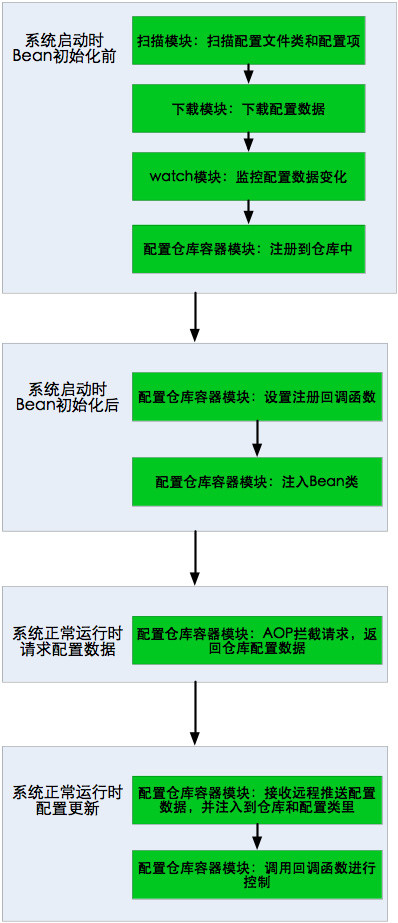 系统启动时
Bean初始化前
扫描模块：扫描配置文件类和配置项
下载模块：下载配置数据
watch模块：监控配置数据变化
配置仓库容器模块：注册到仓库中
系统启动时
Bean初始化后
配置仓库容器模块：设置注册回调函数
配置仓库容器模块：注入Bean类
系统正常运行时
请求配置数据
配置仓库容器模块：AOP拦截请求，返
回仓库配置数据
系统正常运行时
配置更新
配置仓库容器模块：接收远程推送配置
数据，并注入到仓库和配置类里
配置仓库容器模块：调用回调函数进行
控制